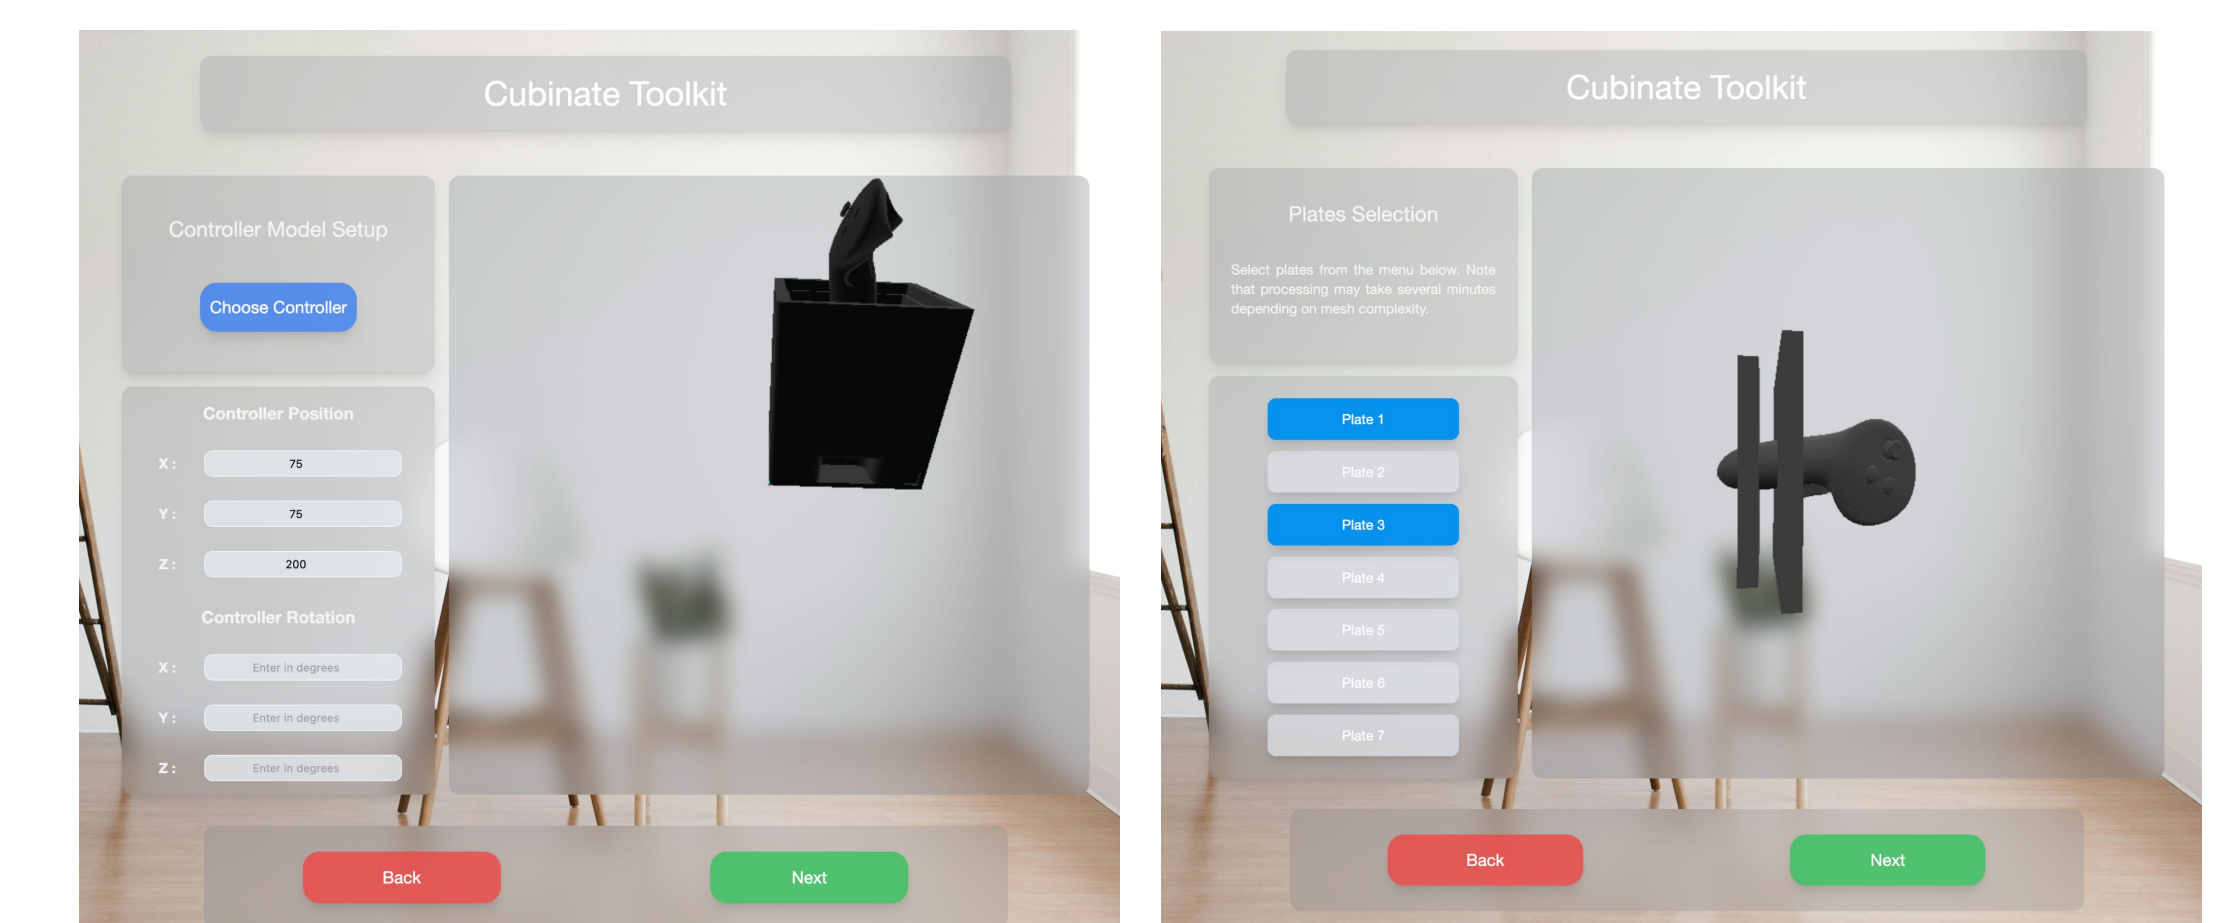 Cubinate Toolkit
Controller Model Setup
Choose Controller
Controller Position
X :
75
Y :
75
Z :
200
Controller Rotation
X :
Enter in degrees
Y :
Enter in degrees
Z :
Enter in degrees
Back
Next
Cubinate Toolkit
Plates Selection
Select plates from the menu below. Note
that processing may take several minutes
depending on mesh complexity.
Plate 1
Plate 2
Plate 3
Plate 4
Plate 5
Plate 6
Plate 7
Back
Next